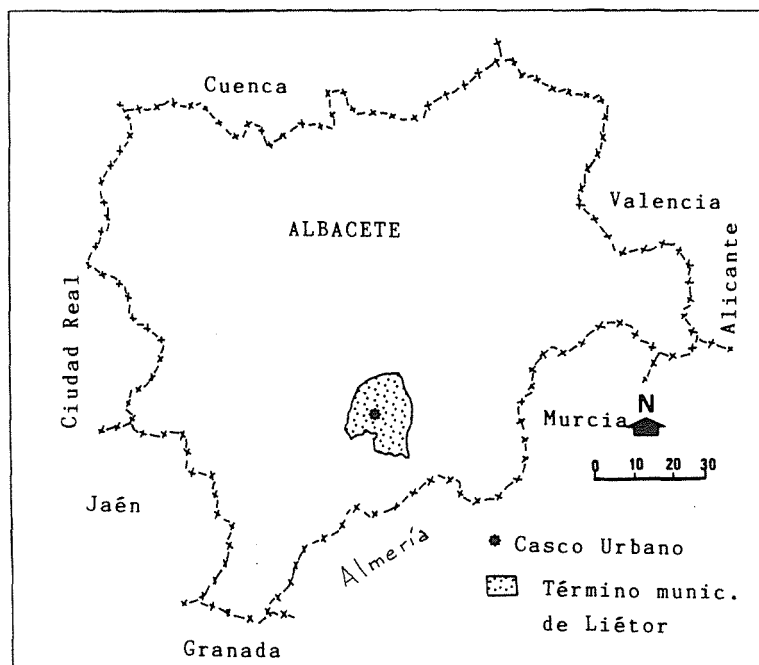 Cuenca
Valencia
ALBACETE
Alicante
Ciudad Real
N
Murcia
0 10 20 30
Jaén
Almería
Casco Urbano
Término munic.
de Liétor
Granada